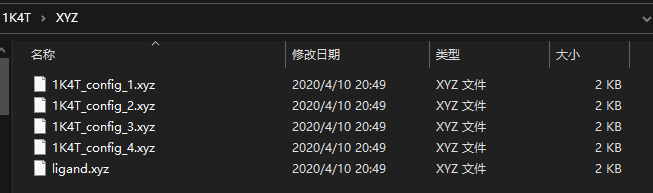 1K4T > XYZ
名称 修改日期 类型 大小
1K4T_config_1.xyz 2020/4/10 20:49 XYZ 文件 2 KB
1K4T_config_2.xyz 2020/4/10 20:49 XYZ 文件 2 KB
1K4T_config_3.xyz 2020/4/10 20:49 XYZ 文件 2 KB
1K4T_config_4.xyz 2020/4/10 20:49 XYZ 文件 2 KB
ligand.xyz 2020/4/10 20:49 XYZ 文件 2 KB